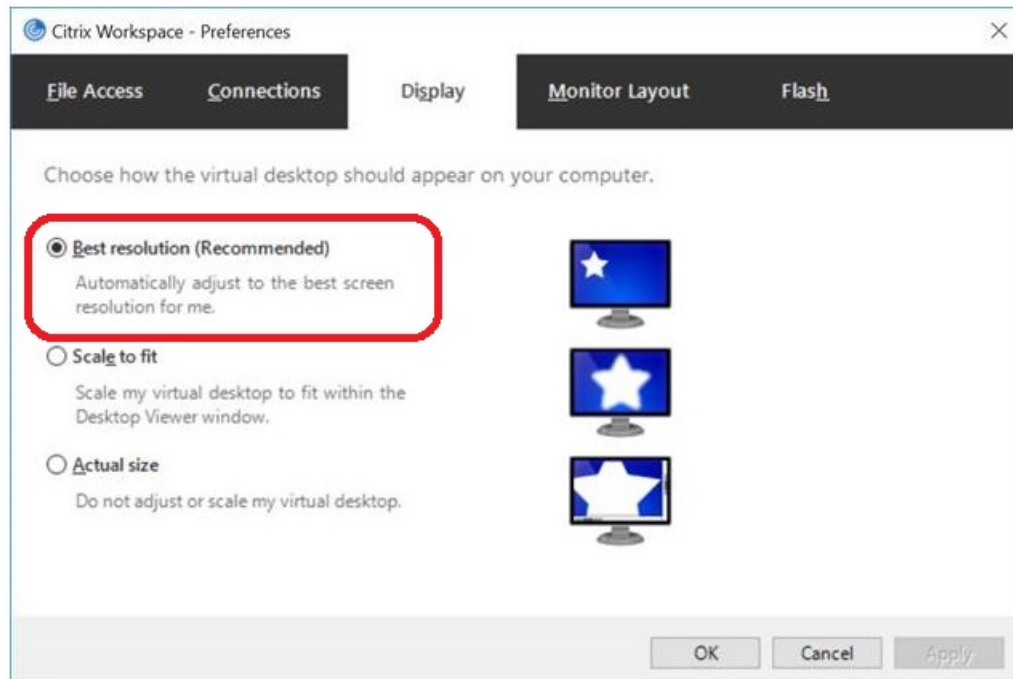 Citrix Workspace - Preferences
File Access Connections Display Monitor Layout Flash
Choose how the virtual desktop should appear on your computer.
Best resolution (Recommended)
Automatically adjust to the best screen
resolution for me.
Scale to fit
Scale my virtual desktop to fit within the
Desktop Viewer window.
Actual size
Do not adjust or scale my virtual desktop.
OK Cancel Apply